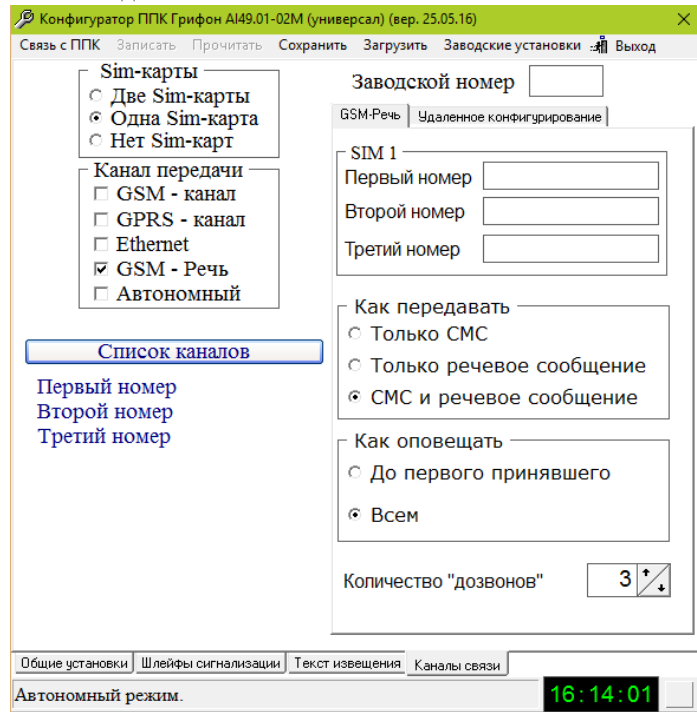 Конфигуратор ППК Грифон AI49.01-02М (универсал) (вер. 25.05.16)
Связь с ППК Записать Прочитать Сохранить Загрузить Заводские установки Выход
Sim-карты
Две Sim-карты
Одна Sim-карта
Нет Sim-карт
Канал передачи
GSM - канал
GPRS - канал
Ethernet
GSM - Речь
Автономный
Список каналов
Первый номер
Второй номер
Третий номер
Заводской номер
GSM-Речь Удаленное конфигурирование
SIM 1
Первый номер
Второй номер
Третий номер
Как передавать
Только СМС
Только речевое сообщение
СМС и речевое сообщение
Как оповещать
До первого принявшего
Всем
Количество "дозвонов" 3
Общие установки Шлейфы сигнализации Текст извещения Каналы связи
Автономный режим. 16:14:01